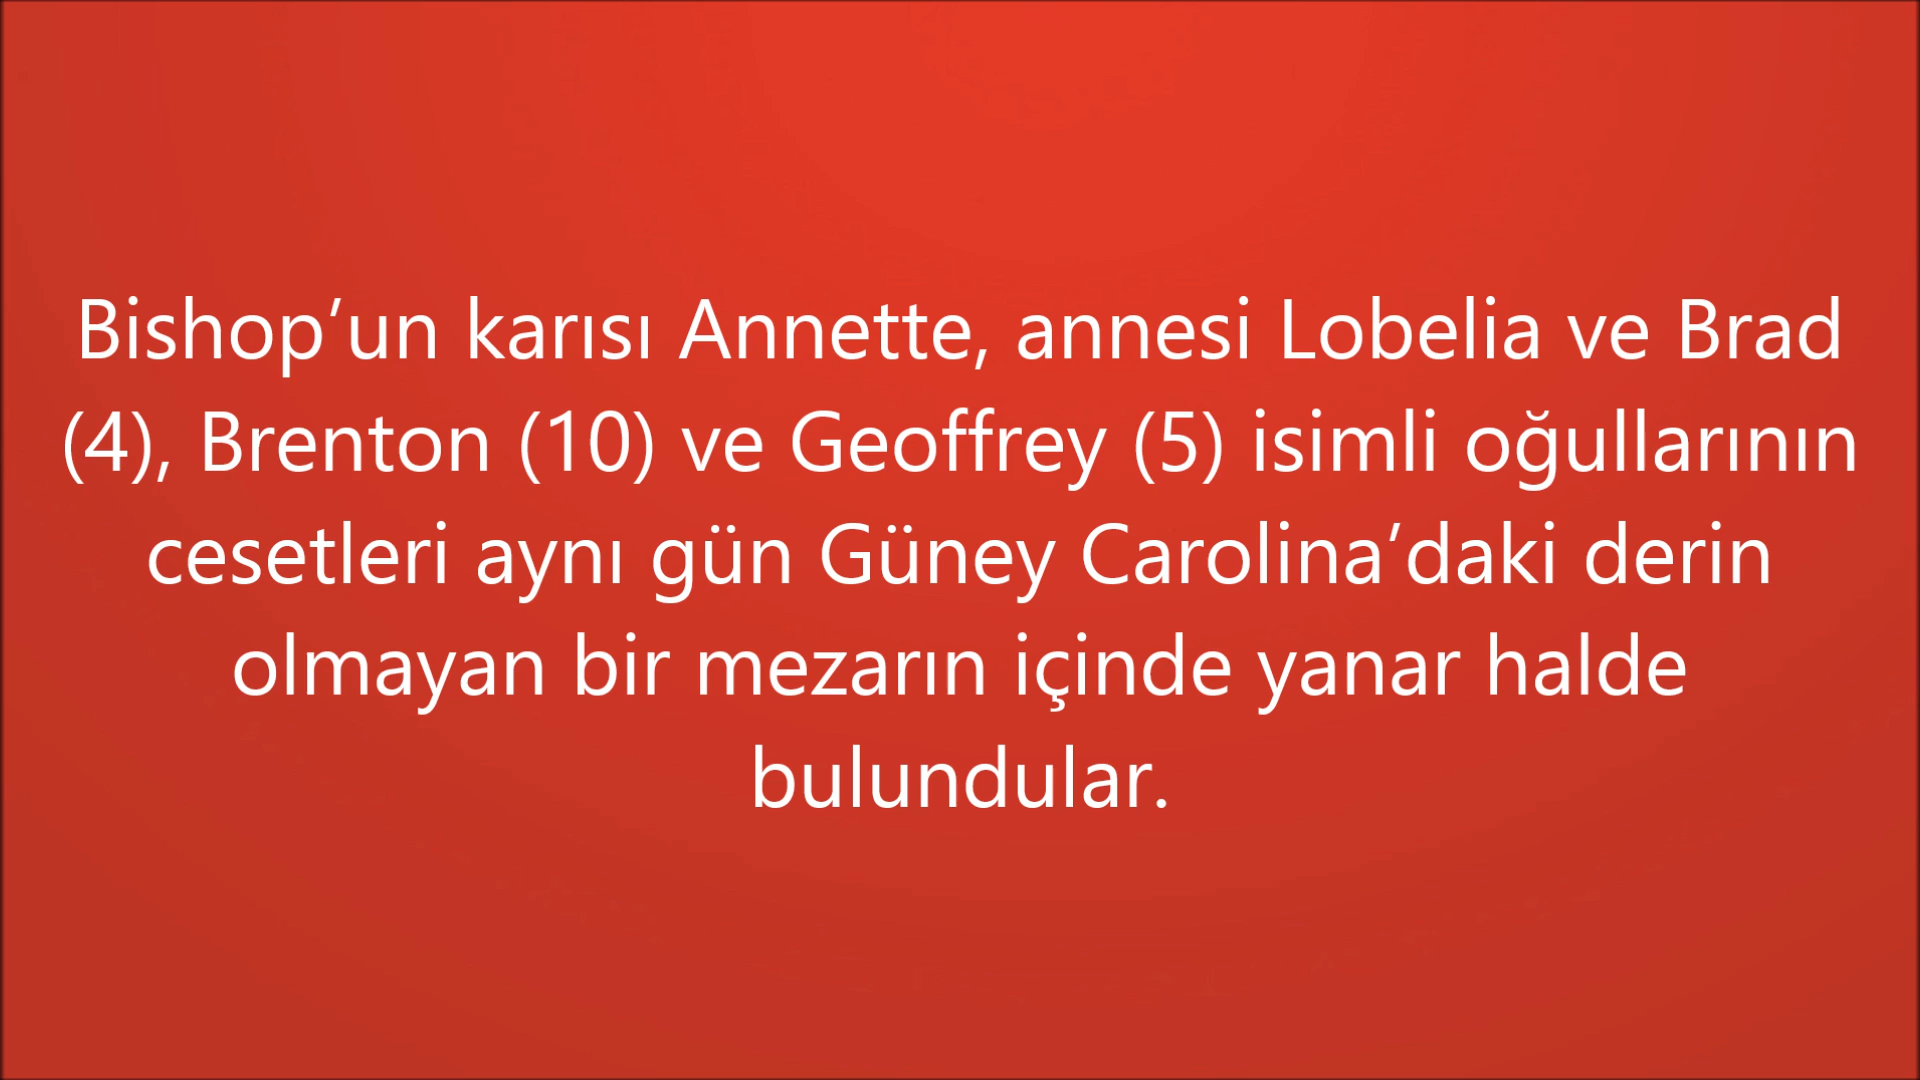 Bishop’un karısı Annette, annesi Lobelia ve Brad
(4), Brenton (10) ve Geoffrey (5) isimli oğullarının
cesetleri aynı gün Güney Carolina’daki derin
olmayan bir mezarın içinde yanar halde
bulundular.